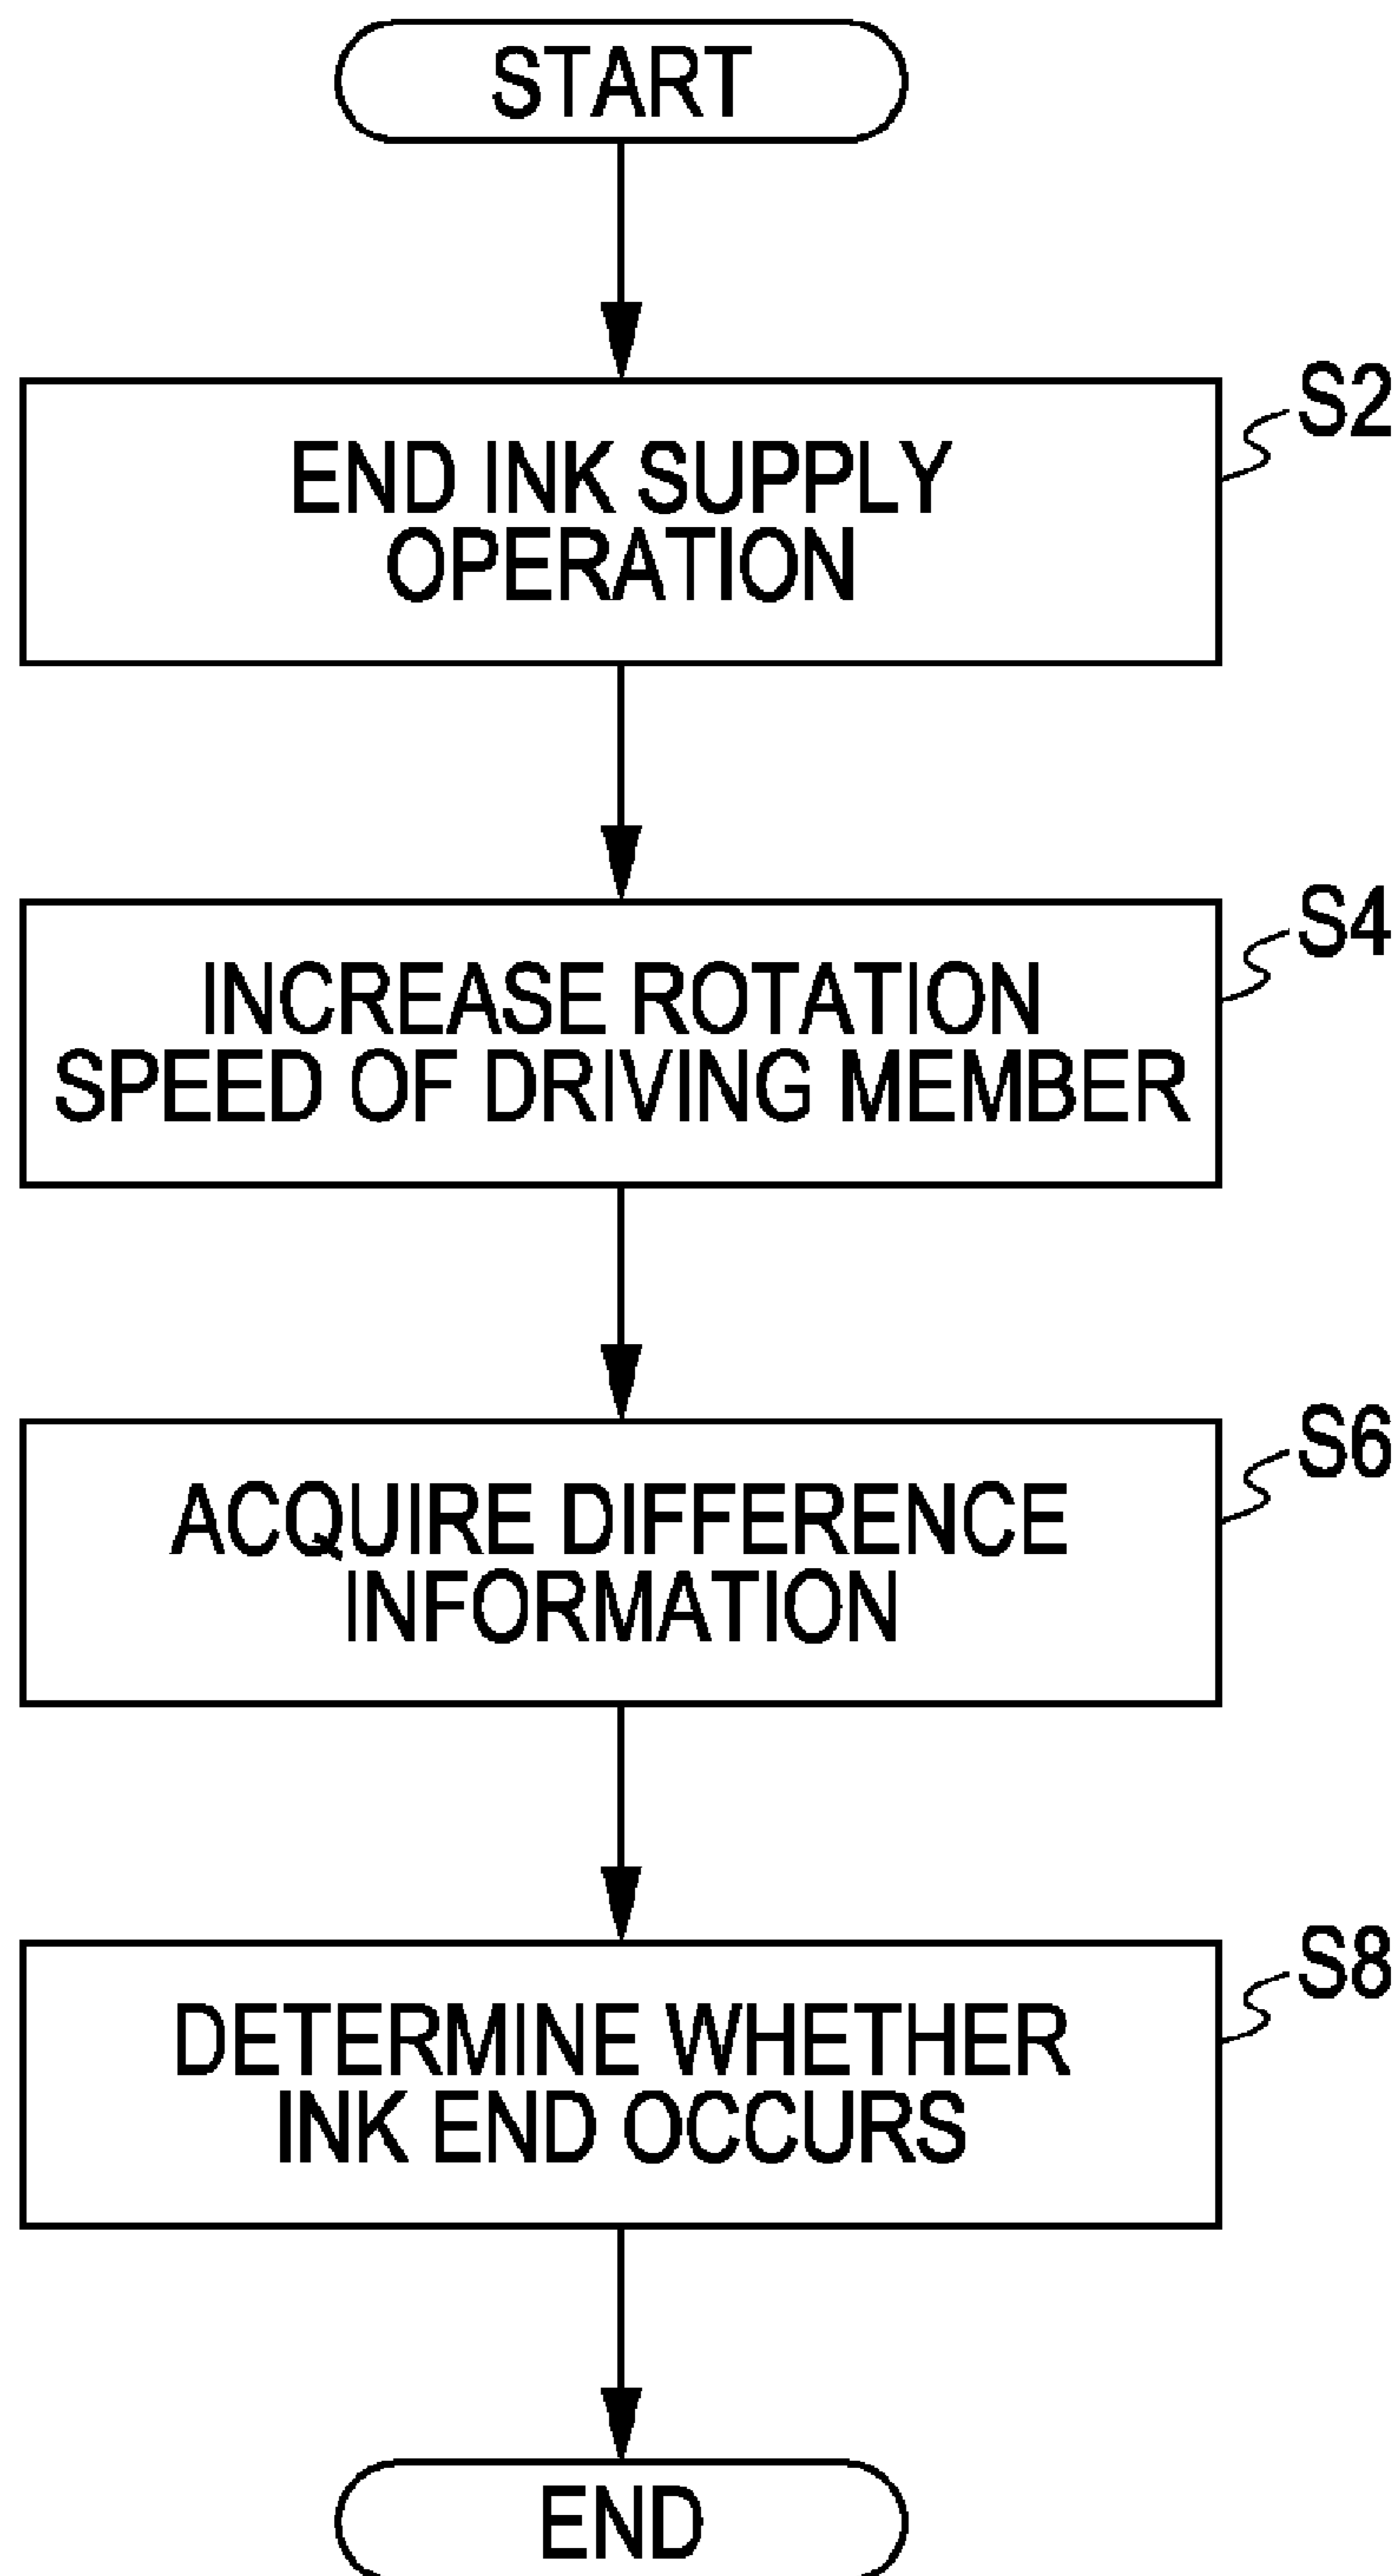 START
S2
END INK SUPPLY
OPERATION
S4
INCREASE ROTATION
SPEED OF DRIVING MEMBER
S6
ACQUIRE DIFFERENCE
INFORMATION
S8
DETERMINE WHETHER
INK END OCCURS
END